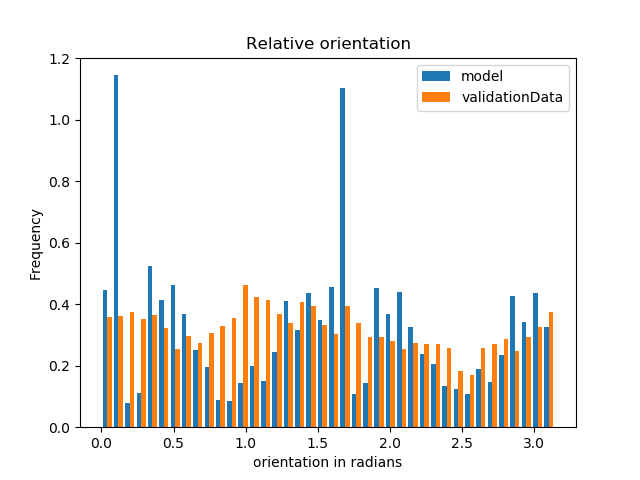 Relative orientation
model
validationData
Frequency
1.2
1.0
0.8
0.6
0.4
0.2
0.0
0.0 0.5 1.0 1.5 2.0 2.5 3.0
orientation in radians